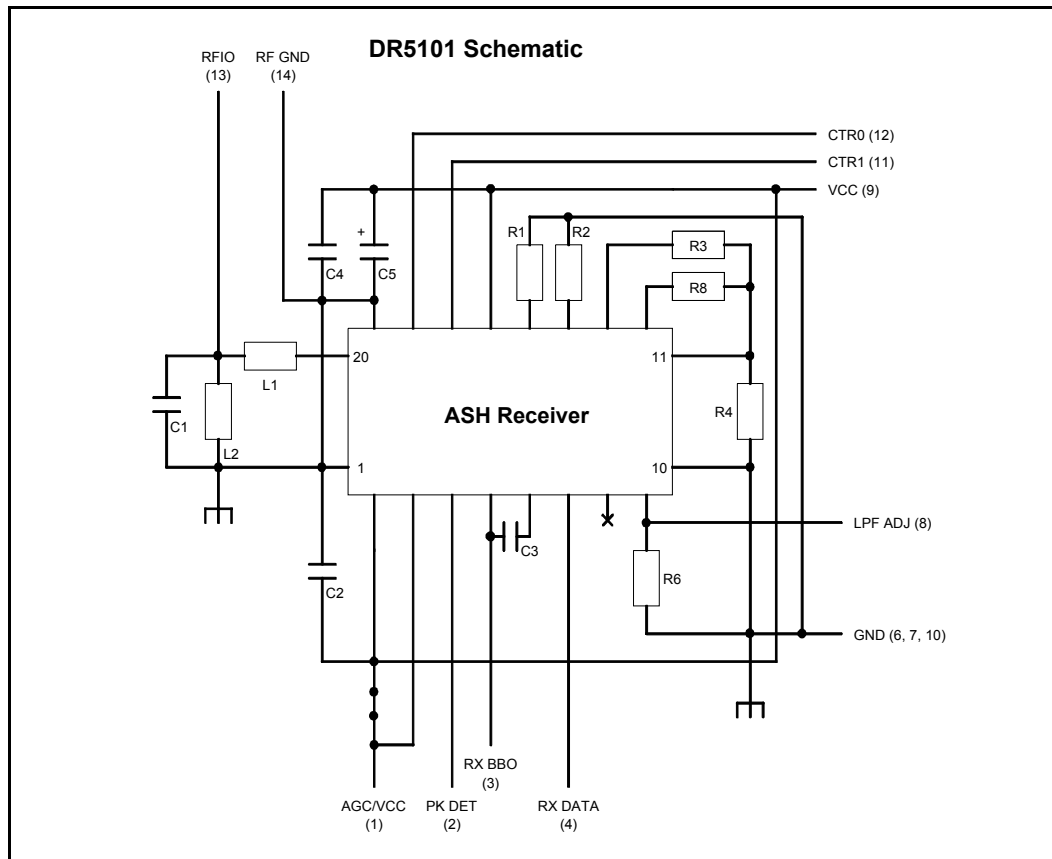 DR5101 Schematic
RFIO
(13)
RF GND
(14)
CTR0 (12)
CTR1 (11)
VCC (9)
R1
R2
R3
+
C4
C5
R8
20
11
L1
R4
ASH Receiver
C1
L2
1
10
LPF ADJ (8)
C3
C2
R6
GND (6, 7, 10)
RX BBO
(3)
AGC/VCC
(1)
PK DET
(2)
RX DATA
(4)